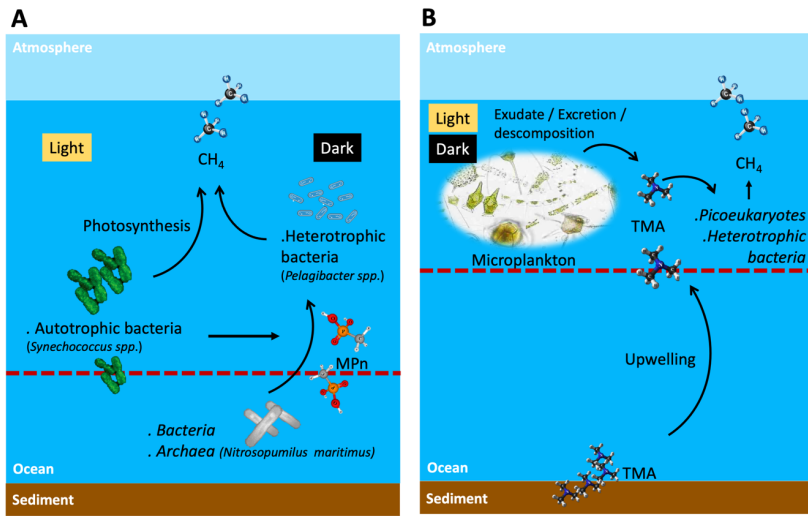 A
Atmosphere
Light
Dark
CH4
Photosynthesis
.Heterotrophic
bacteria
(Pelagibacter spp.)
. Autotrophic bacteria
(Synechococcus spp.)
MPn
. Bacteria
. Archaea (Nitrosopumilus maritimus)
Ocean
Sediment
B
Atmosphere
Light
Dark
Exudate / Excretion /
descomposition
CH4
TMA
.Picoeukaryotes
.Heterotrophic
bacteria
Microplankton
Upwelling
TMA
Ocean
Sediment